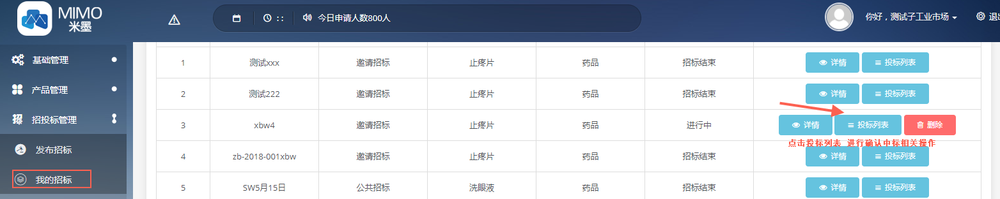 MIMO
米墨
: :
今日申请人数800人
你好，测试子工业市场
退出
基础管理
产品管理
招投标管理
发布招标
我的招标
1 测试xxx 邀请招标 止疼片 药品 招标结束 详情 投标列表
2 测试222 邀请招标 止疼片 药品 招标结束 详情 投标列表
3 xbw4 邀请招标 止疼片 药品 进行中 详情 投标列表 删除
点击投标列表 进行确认中标相关操作
4 zb-2018-001xbw 邀请招标 止疼片 药品 招标结束 详情 投标列表
5 SW5月15日 公共招标 洗眼液 药品 招标结束 详情 投标列表